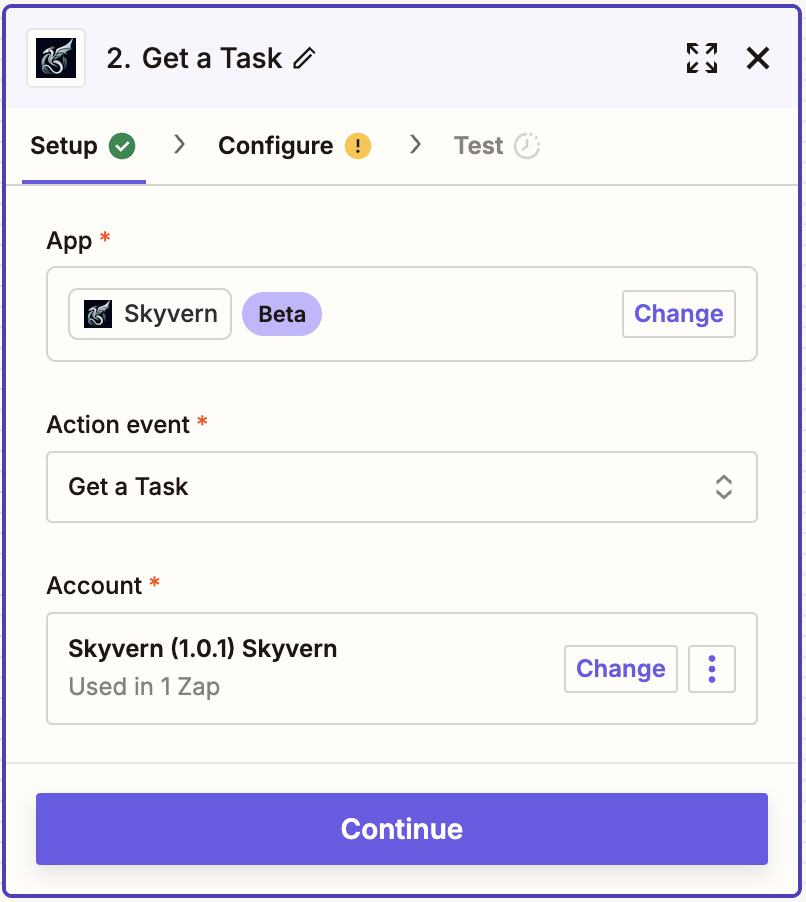 2. Get a Task
Setup > Configure ! > Test
App *
Skyvern Beta Change
Action event *
Get a Task
Account *
Skyvern (1.0.1) Skyvern
Used in 1 Zap
Change
Continue